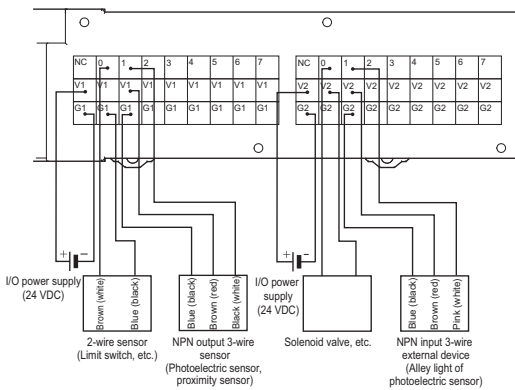 NC 0 1 2 3 4 5 6 7
V1 V1 V1 V1 V1 V1 V1 V1 V1
G1 G1 G1 G1 G1 G1 G1 G1 G1
NC 0 1 2 3 4 5 6 7
V2 V2 V2 V2 V2 V2 V2 V2 V2
G2 G2 G2 G2 G2 G2 G2 G2 G2
+ −
I/O power supply
(24 VDC)
Brown (white)
Blue (black)
2-wire sensor
(Limit switch, etc.)
Blue (black)
Brown (red)
Black (white)
NPN output 3-wire
sensor
(Photoelectric sensor,
proximity sensor)
+ −
I/O power
supply
(24 VDC)
Solenoid valve, etc.
Blue (black)
Brown (red)
Pink (white)
NPN input 3-wire
external device
(Alley light of
photoelectric sensor)